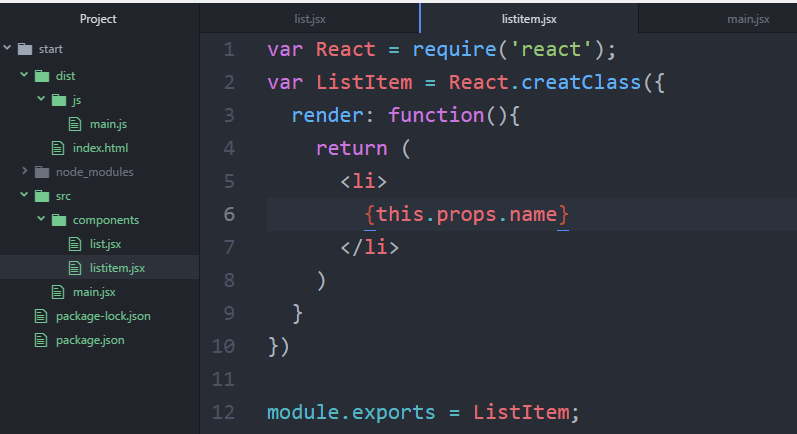 Project
list.jsx
listitem.jsx
main.jsx
start
dist
js
main.js
index.html
node_modules
src
components
list.jsx
listitem.jsx
main.jsx
package-lock.json
package.json
1 var React = require('react');
2 var ListItem = React.creatClass({
3 render: function(){
4 return (
5 <li>
6 {this.props.name}
7 </li>
8 )
9 }
10 })
11
12 module.exports = ListItem;